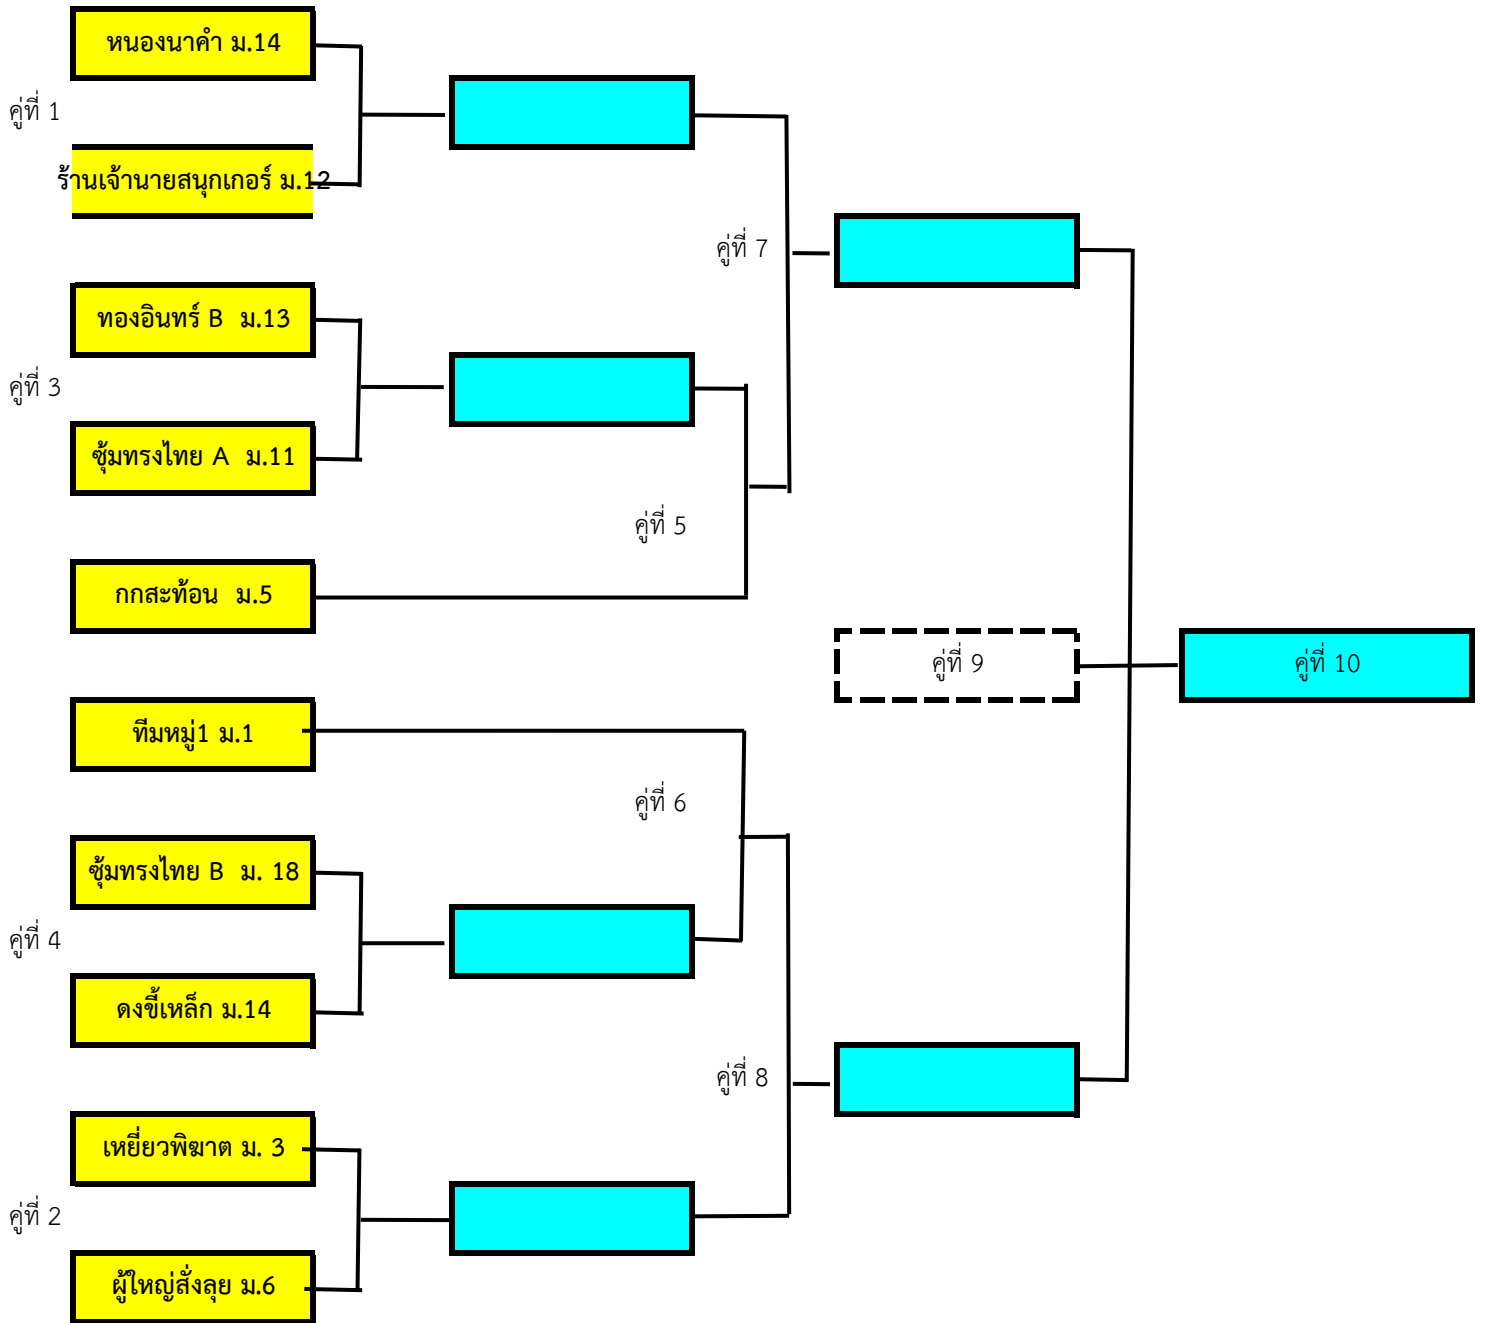 หนองนาคำ ม.14
คู่ที่ 1
ร้านเจ้านายสนุกเกอร์ ม.12
คู่ที่ 7
ทองอินทร์ B  ม.13
คู่ที่ 3
ซุ้มทรงไทย A  ม.11
คู่ที่ 5
กกสะท้อน  ม.5
คู่ที่ 9
คู่ที่ 10
ทีมหมู่1 ม.1
คู่ที่ 6
ซุ้มทรงไทย B  ม. 18
คู่ที่ 4
ดงขี้เหล็ก ม.14
คู่ที่ 8
เหยี่ยวพิฆาต ม. 3
คู่ที่ 2
ผู้ใหญ่สั่งลุย ม.6